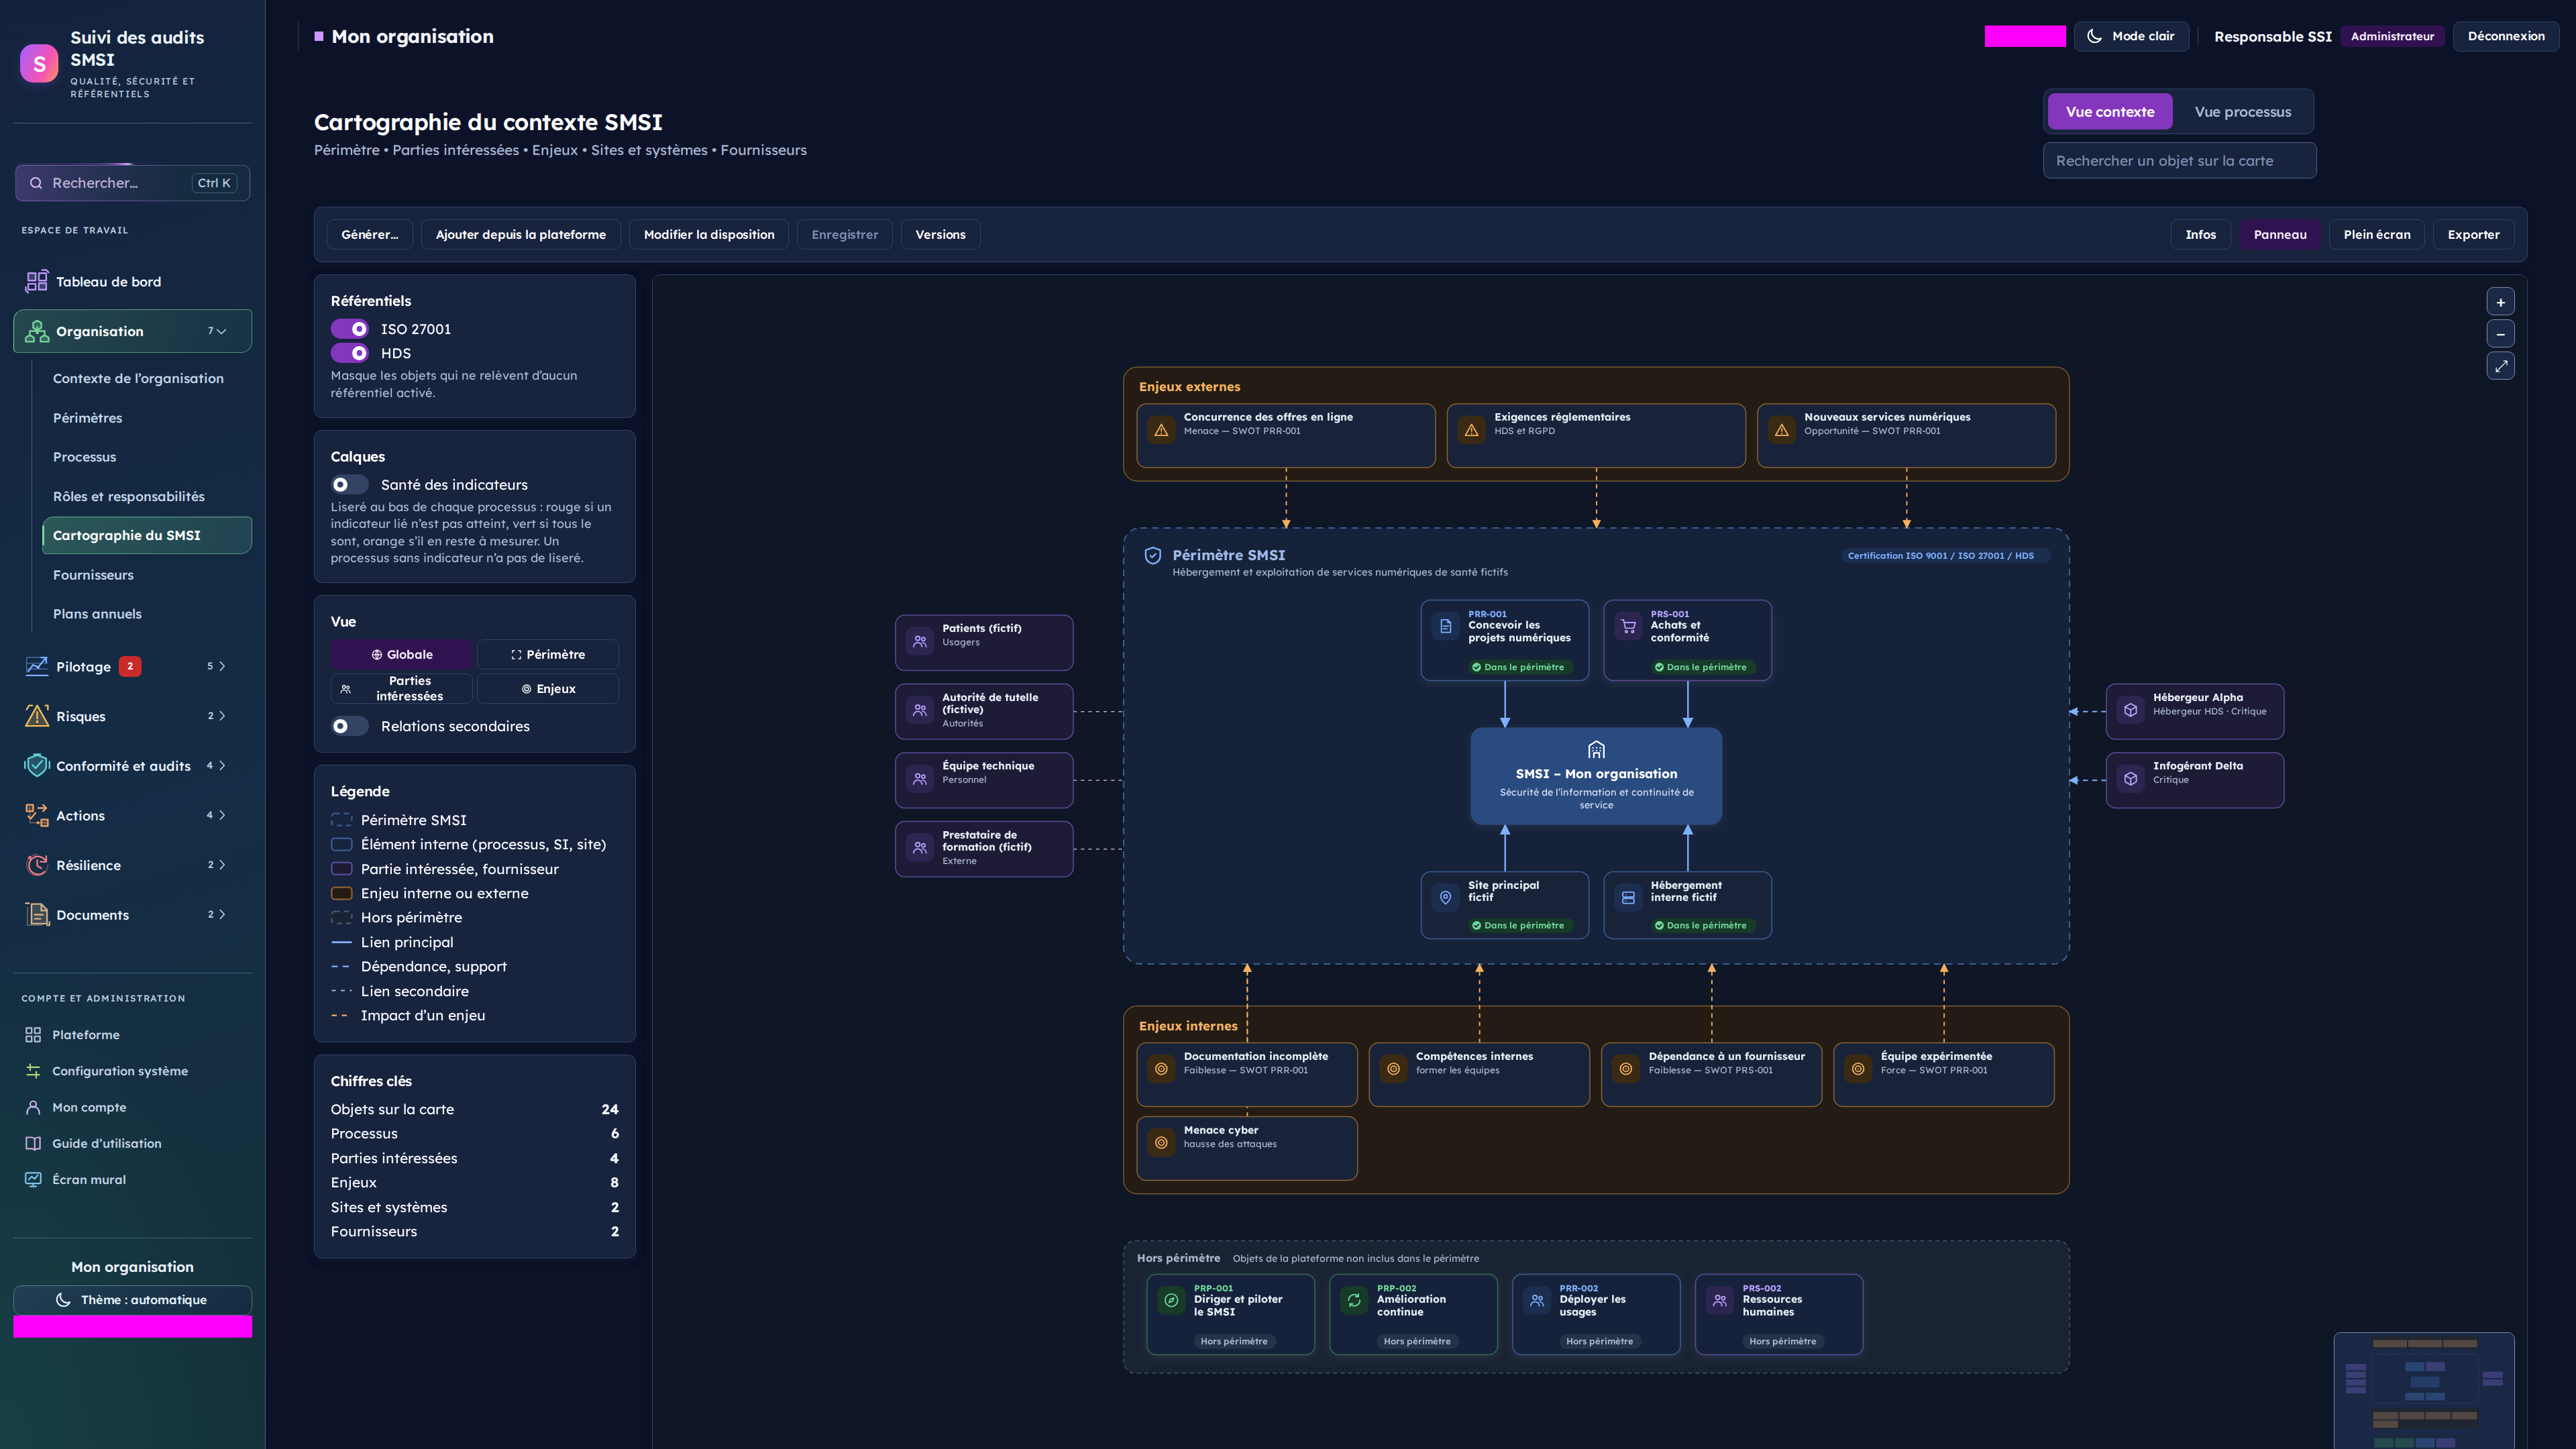 S
Suivi des audits
SMSI
QUALITÉ, SÉCURITÉ ET
RÉFÉRENTIELS
Rechercher...
Ctrl K
ESPACE DE TRAVAIL
Tableau de bord
Organisation
7
Contexte de l’organisation
Périmètres
Processus
Rôles et responsabilités
Cartographie du SMSI
Fournisseurs
Plans annuels
Pilotage
2
5
Risques
2
Conformité et audits
4
Actions
4
Résilience
2
Documents
2
COMPTE ET ADMINISTRATION
Plateforme
Configuration système
Mon compte
Guide d’utilisation
Écran mural
Mon organisation
Thème : automatique
Mon organisation
Mode clair
Responsable SSI
Administrateur
Déconnexion
Cartographie du contexte SMSI
Périmètre • Parties intéressées • Enjeux • Sites et systèmes • Fournisseurs
Vue contexte
Vue processus
Rechercher un objet sur la carte
Générer...
Ajouter depuis la plateforme
Modifier la disposition
Enregistrer
Versions
Infos
Panneau
Plein écran
Exporter
Référentiels
ISO 27001
HDS
Masque les objets qui ne relèvent d’aucun
référentiel activé.
Calques
Santé des indicateurs
Liseré au bas de chaque processus : rouge si un
indicateur lié n’est pas atteint, vert si tous le
sont, orange s’il en reste à mesurer. Un
processus sans indicateur n’a pas de liseré.
Vue
Globale
Périmètre
Parties
intéressées
Enjeux
Relations secondaires
Légende
Périmètre SMSI
Élément interne (processus, SI, site)
Partie intéressée, fournisseur
Enjeu interne ou externe
Hors périmètre
Lien principal
Dépendance, support
Lien secondaire
Impact d’un enjeu
Chiffres clés
Objets sur la carte 24
Processus 6
Parties intéressées 4
Enjeux 8
Sites et systèmes 2
Fournisseurs 2
+
−
Enjeux externes
Concurrence des offres en ligne
Menace — SWOT PRR-001
Exigences réglementaires
HDS et RGPD
Nouveaux services numériques
Opportunité — SWOT PRR-001
Périmètre SMSI
Hébergement et exploitation de services numériques de santé fictifs
Certification ISO 9001 / ISO 27001 / HDS
Patients (fictif)
Usagers
Autorité de tutelle
(fictive)
Autorités
Équipe technique
Personnel
Prestataire de
formation (fictif)
Externe
PRR-001
Concevoir les
projets numériques
Dans le périmètre
PRS-001
Achats et
conformité
Dans le périmètre
SMSI – Mon organisation
Sécurité de l’information et continuité de
service
Site principal
fictif
Dans le périmètre
Hébergement
interne fictif
Dans le périmètre
Hébergeur Alpha
Hébergeur HDS · Critique
Infogérant Delta
Critique
Enjeux internes
Documentation incomplète
Faiblesse — SWOT PRR-001
Compétences internes
former les équipes
Dépendance à un fournisseur
Faiblesse — SWOT PRS-001
Équipe expérimentée
Force — SWOT PRR-001
Menace cyber
hausse des attaques
Hors périmètre
Objets de la plateforme non inclus dans le périmètre
PRP-001
Diriger et piloter
le SMSI
Hors périmètre
PRP-002
Amélioration
continue
Hors périmètre
PRR-002
Déployer les
usages
Hors périmètre
PRS-002
Ressources
humaines
Hors périmètre